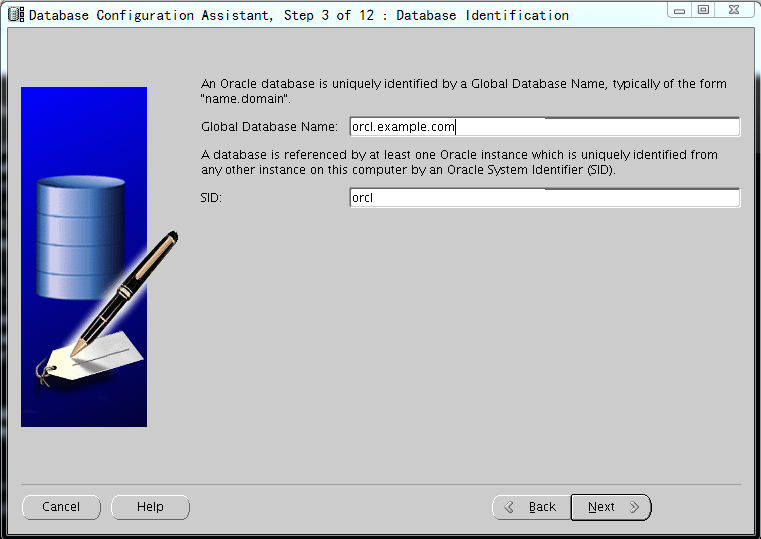 Database Configuration Assistant, Step 3 of 12 : Database Identification
An Oracle database is uniquely identified by a Global Database Name, typically of the form
"name.domain".
Global Database Name: orcl.example.com
A database is referenced by at least one Oracle instance which is uniquely identified from
any other instance on this computer by an Oracle System Identifier (SID).
SID: orcl
Cancel Help Back Next